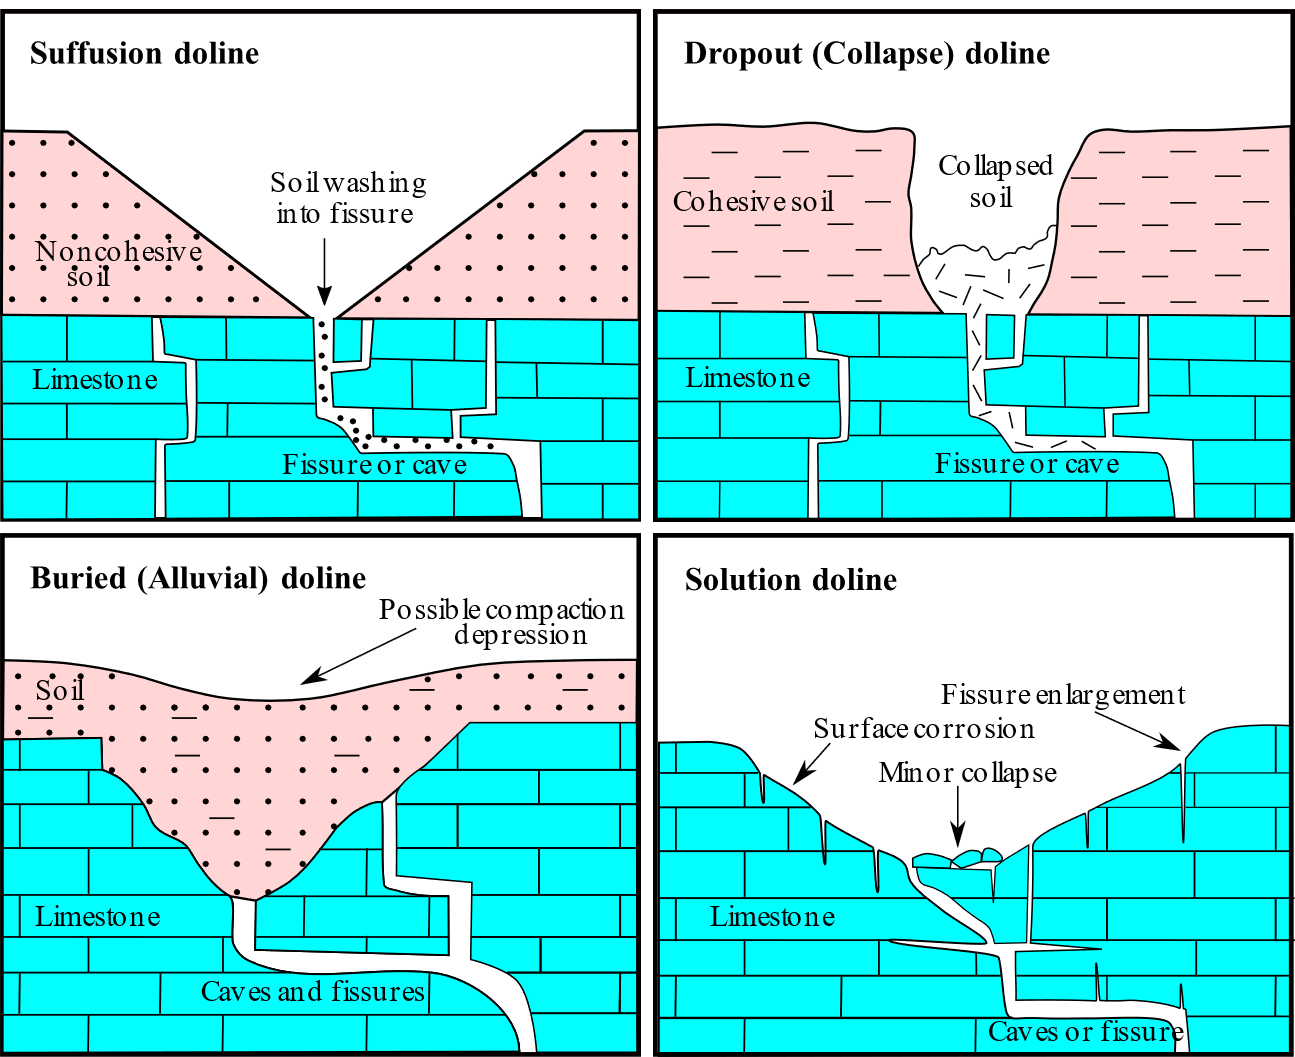 Suffusion doline
Soil washing
into fissure
Noncohesive
soil
Limestone
Fissure or cave
Dropout (Collapse) doline
Collapsed
soil
Cohesive soil
Limestone
Fissure or cave
Buried (Alluvial) doline
Possible compaction
depression
Soil
Limestone
Caves and fissures
Solution doline
Fissure enlargement
Surface corrosion
Minor collapse
Limestone
Caves or fissure